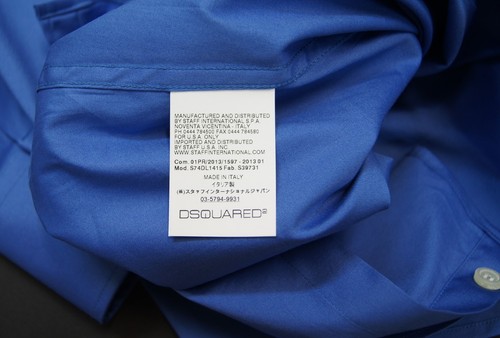 MANUFACTURED AND DISTRIBUTED
BY STAFF INTERNATIONAL S.P.A.
NOVENTA VICENTINA - ITALY
PH 0444 784500 FAX 0444 784580
FOR U.S.A. ONLY
IMPORTED AND DISTRIBUTED
BY STAFF U.S.A. INC.
WWW.STAFFINTERNATIONAL.COM
Com. 01PR/2013/1597 - 2013 01
Mod. S74DL1415 Fab. S39731
MADE IN ITALY
イタリア製
(株)スタッフインターナショナルジャパン
03-5794-9931
DSQUARED2